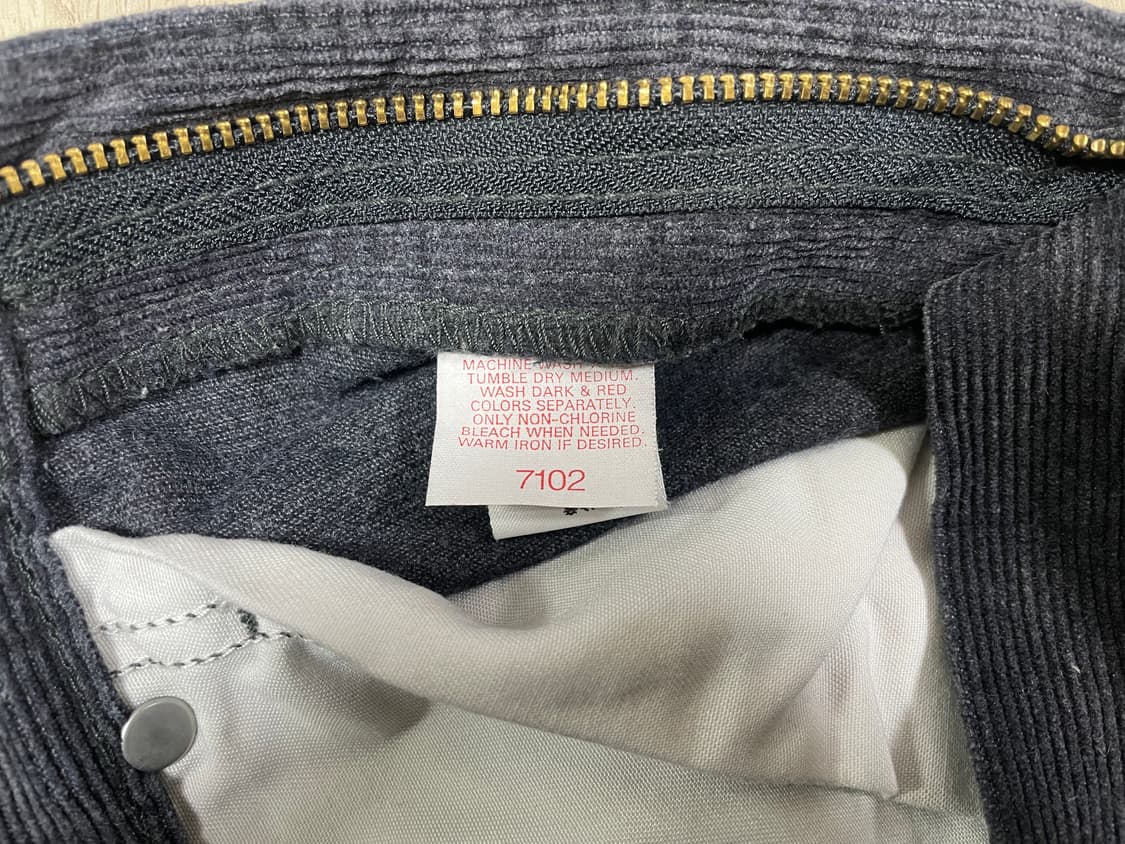 MACHINE WASH
TUMBLE DRY MEDIUM.
WASH DARK & RED
COLORS SEPARATELY.
ONLY NON-CHLORINE
BLEACH WHEN NEEDED.
WARM IRON IF DESIRED.
7102